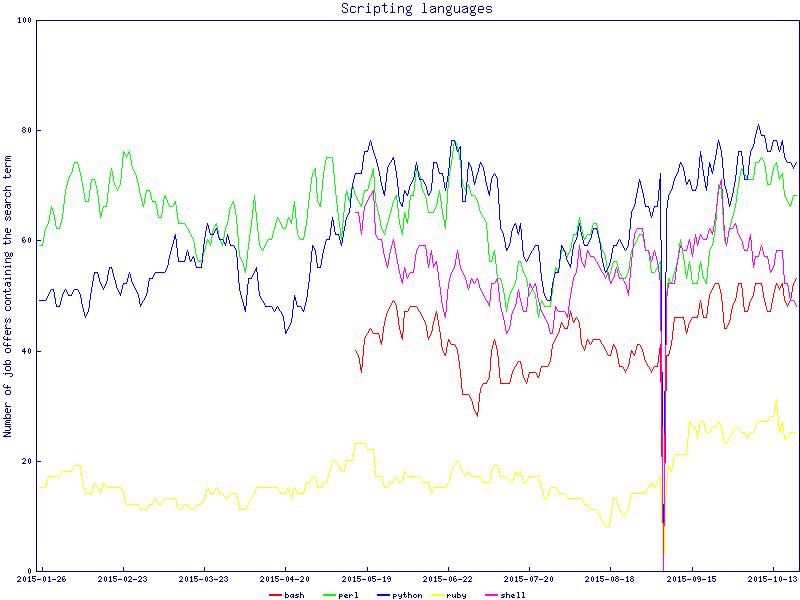 Scripting languages
Number of job offers containing the search term
100
80
60
40
20
0
2015-01-26 2015-02-23 2015-03-23 2015-04-20 2015-05-19 2015-06-22 2015-07-20 2015-08-18 2015-09-15 2015-10-13
bash perl python ruby shell